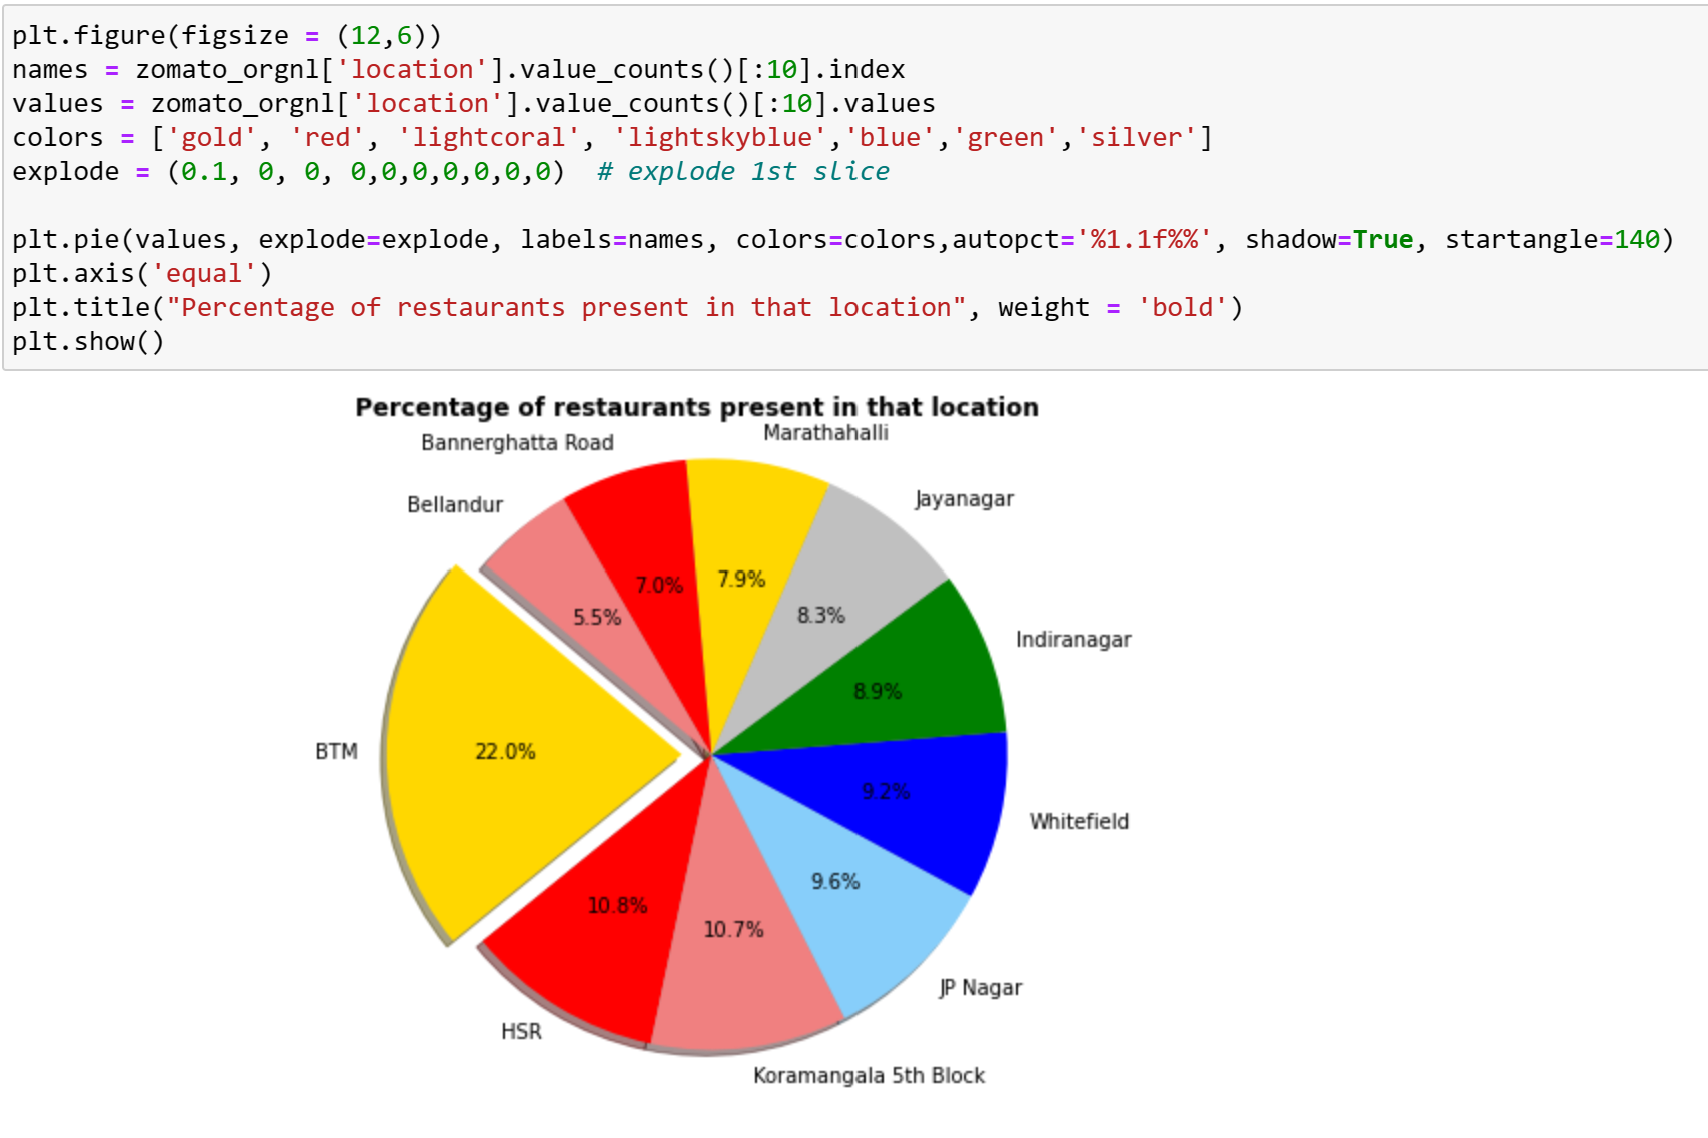 plt.figure(figsize = (12,6))
names = zomato_orgnl['location'].value_counts()[:10].index
values = zomato_orgnl['location'].value_counts()[:10].values
colors = ['gold', 'red', 'lightcoral', 'lightskyblue','blue','green','silver']
explode = (0.1, 0, 0, 0,0,0,0,0,0,0)  # explode 1st slice
plt.pie(values, explode=explode, labels=names, colors=colors,autopct='%1.1f%%', shadow=True, startangle=140)
plt.axis('equal')
plt.title("Percentage of restaurants present in that location", weight = 'bold')
plt.show()
Percentage of restaurants present in that location
Marathahalli
Bannerghatta Road
Jayanagar
Bellandur
7.9%
7.0%
8.3%
5.5%
Indiranagar
8.9%
BTM
22.0%
9.2%
Whitefield
9.6%
10.8%
10.7%
JP Nagar
HSR
Koramangala 5th Block